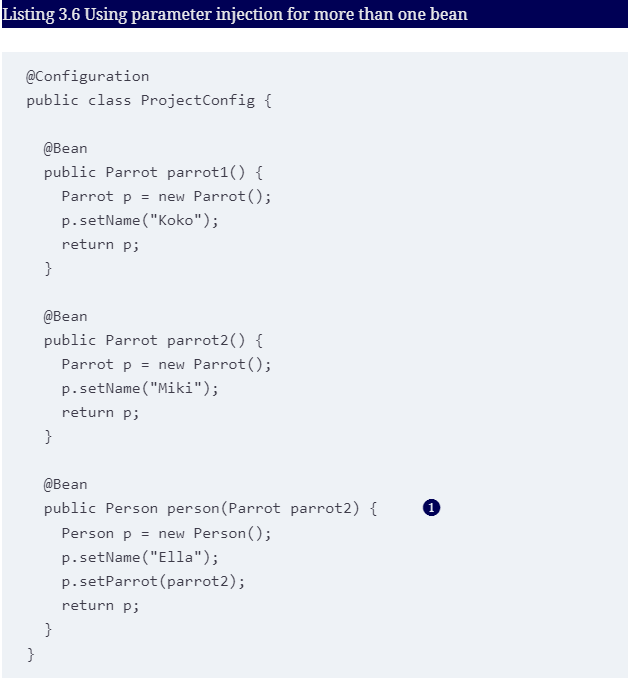 Listing 3.6 Using parameter injection for more than one bean
@Configuration
public class ProjectConfig {
@Bean
public Parrot parrot1() {
Parrot p = new Parrot();
p.setName("Koko");
return p;
}
@Bean
public Parrot parrot2() {
Parrot p = new Parrot();
p.setName("Miki");
return p;
}
@Bean
public Person person(Parrot parrot2) { 1
Person p = new Person();
p.setName("Ella");
p.setParrot(parrot2);
return p;
}
}